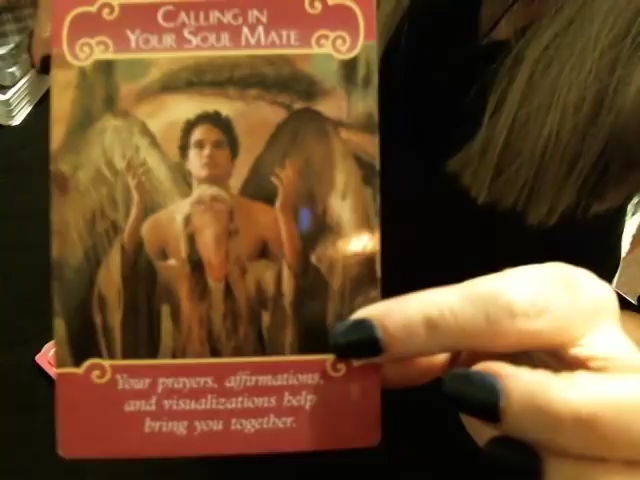 CALLING IN
YOUR SOUL MATE
Your prayers, affirmations,
and visualizations help
bring you together.